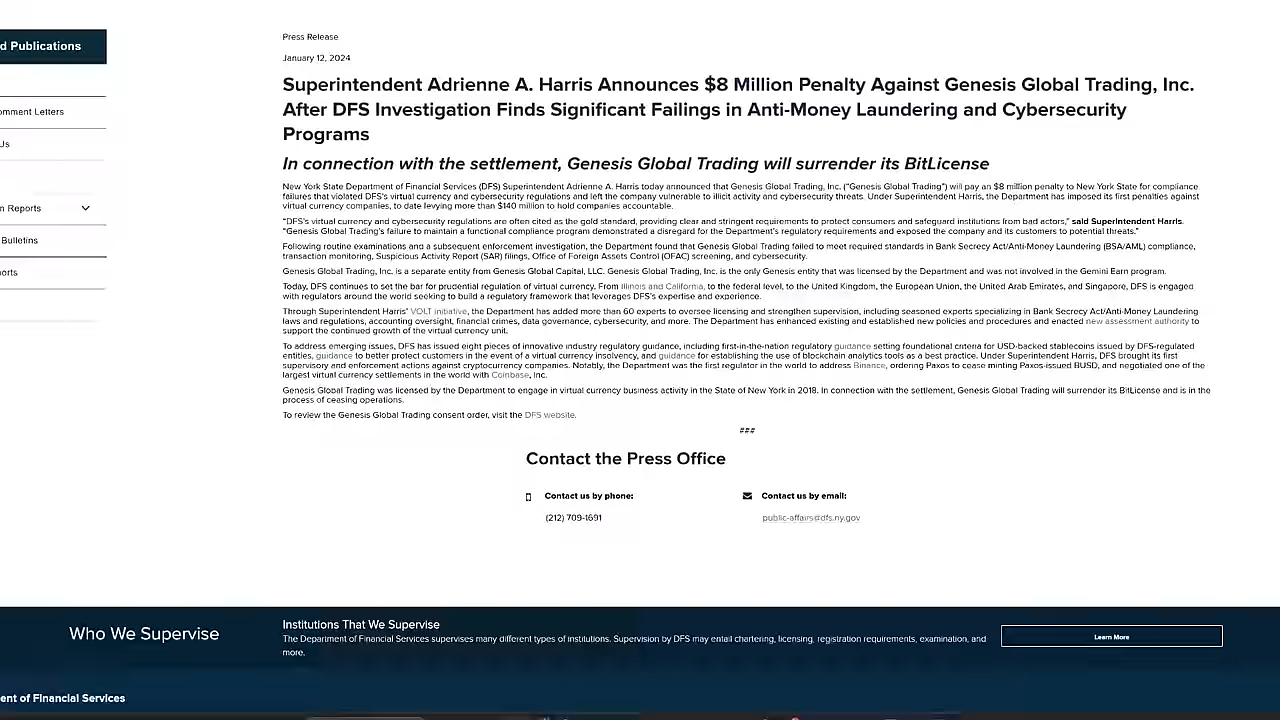 d Publications
omment Letters
Us
n Reports
Bulletins
orts
Press Release
January 12, 2024
Superintendent Adrienne A. Harris Announces $8 Million Penalty Against Genesis Global Trading, Inc.
After DFS Investigation Finds Significant Failings in Anti-Money Laundering and Cybersecurity
Programs
In connection with the settlement, Genesis Global Trading will surrender its BitLicense
New York State Department of Financial Services (DFS) Superintendent Adrienne A. Harris today announced that Genesis Global Trading, Inc. (“Genesis Global Trading”) will pay an $8 million penalty to New York State for compliance
failures that violated DFS’s virtual currency and cybersecurity regulations and left the company vulnerable to illicit activity and cybersecurity threats. Under Superintendent Harris, the Department has imposed its first penalties against
virtual currency companies, to date levying more than $140 million to hold companies accountable.
“DFS’s virtual currency and cybersecurity regulations are often cited as the gold standard, providing clear and stringent requirements to protect consumers and safeguard institutions from bad actors,” said Superintendent Harris.
“Genesis Global Trading’s failure to maintain a functional compliance program demonstrated a disregard for the Department’s regulatory requirements and exposed the company and its customers to potential threats.”
Following routine examinations and a subsequent enforcement investigation, the Department found that Genesis Global Trading failed to meet required standards in Bank Secrecy Act/Anti-Money Laundering (BSA/AML) compliance,
transaction monitoring, Suspicious Activity Report (SAR) filings, Office of Foreign Assets Control (OFAC) screening, and cybersecurity.
Genesis Global Trading, Inc. is a separate entity from Genesis Global Capital, LLC. Genesis Global Trading, Inc. is the only Genesis entity that was licensed by the Department and was not involved in the Gemini Earn program.
Today, DFS continues to set the bar for prudential regulation of virtual currency. From Illinois and California, to the federal level, to the United Kingdom, the European Union, the United Arab Emirates, and Singapore, DFS is engaged
with regulators around the world seeking to build a regulatory framework that leverages DFS’s expertise and experience.
Through Superintendent Harris’ VOLT initiative, the Department has added more than 60 experts to oversee licensing and strengthen supervision, including seasoned experts specializing in Bank Secrecy Act/Anti-Money Laundering
laws and regulations, accounting oversight, financial crimes, data governance, cybersecurity, and more. The Department has enhanced existing and established new policies and procedures and enacted new assessment authority to
support the continued growth of the virtual currency unit.
To address emerging issues, DFS has issued eight pieces of innovative industry regulatory guidance, including first-in-the-nation regulatory guidance setting foundational criteria for USD-backed stablecoins issued by DFS-regulated
entities, guidance to better protect customers in the event of a virtual currency insolvency, and guidance for establishing the use of blockchain analytics tools as a best practice. Under Superintendent Harris, DFS brought its first
supervisory and enforcement actions against cryptocurrency companies. Notably, the Department was the first regulator in the world to address Binance, ordering Paxos to cease minting Paxos-issued BUSD, and negotiated one of the
largest virtual currency settlements in the world with Coinbase, Inc.
Genesis Global Trading was licensed by the Department to engage in virtual currency business activity in the State of New York in 2018. In connection with the settlement, Genesis Global Trading will surrender its BitLicense and is in the
process of ceasing operations.
To review the Genesis Global Trading consent order, visit the DFS website.
###
Contact the Press Office
Contact us by phone:
(212) 709-1691
Contact us by email:
public-affairs@dfs.ny.gov
Who We Supervise
Institutions That We Supervise
The Department of Financial Services supervises many different types of institutions. Supervision by DFS may entail chartering, licensing, registration requirements, examination, and
more.
Learn More
ent of Financial Services